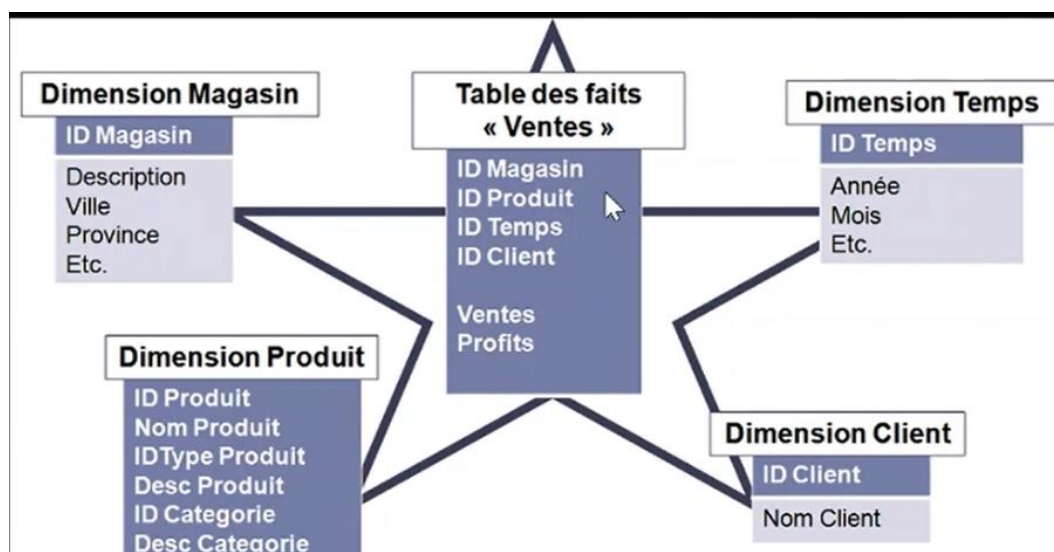 Dimension Magasin
ID Magasin
Description
Ville
Province
Etc.
Table des faits
« Ventes »
ID Magasin
ID Produit
ID Temps
ID Client
Ventes
Profits
Dimension Temps
ID Temps
Année
Mois
Etc.
Dimension Produit
ID Produit
Nom Produit
IDType Produit
Desc Produit
ID Categorie
Desc Categorie
Dimension Client
ID Client
Nom Client